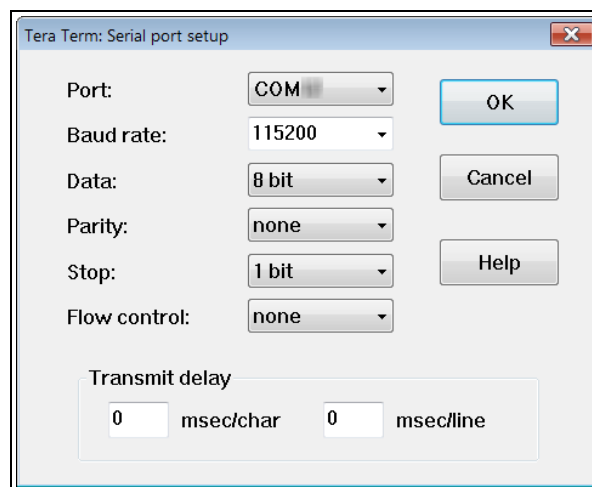 Tera Term: Serial port setup
Port: COM
OK
Baud rate: 115200
Data: 8 bit
Cancel
Parity: none
Stop: 1 bit
Help
Flow control: none
Transmit delay
0 msec/char 0 msec/line